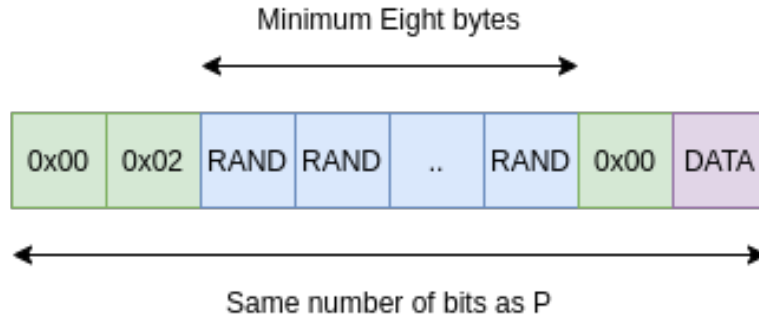 Minimum Eight bytes
0x00 0x02 RAND RAND .. RAND 0x00 DATA
Same number of bits as P